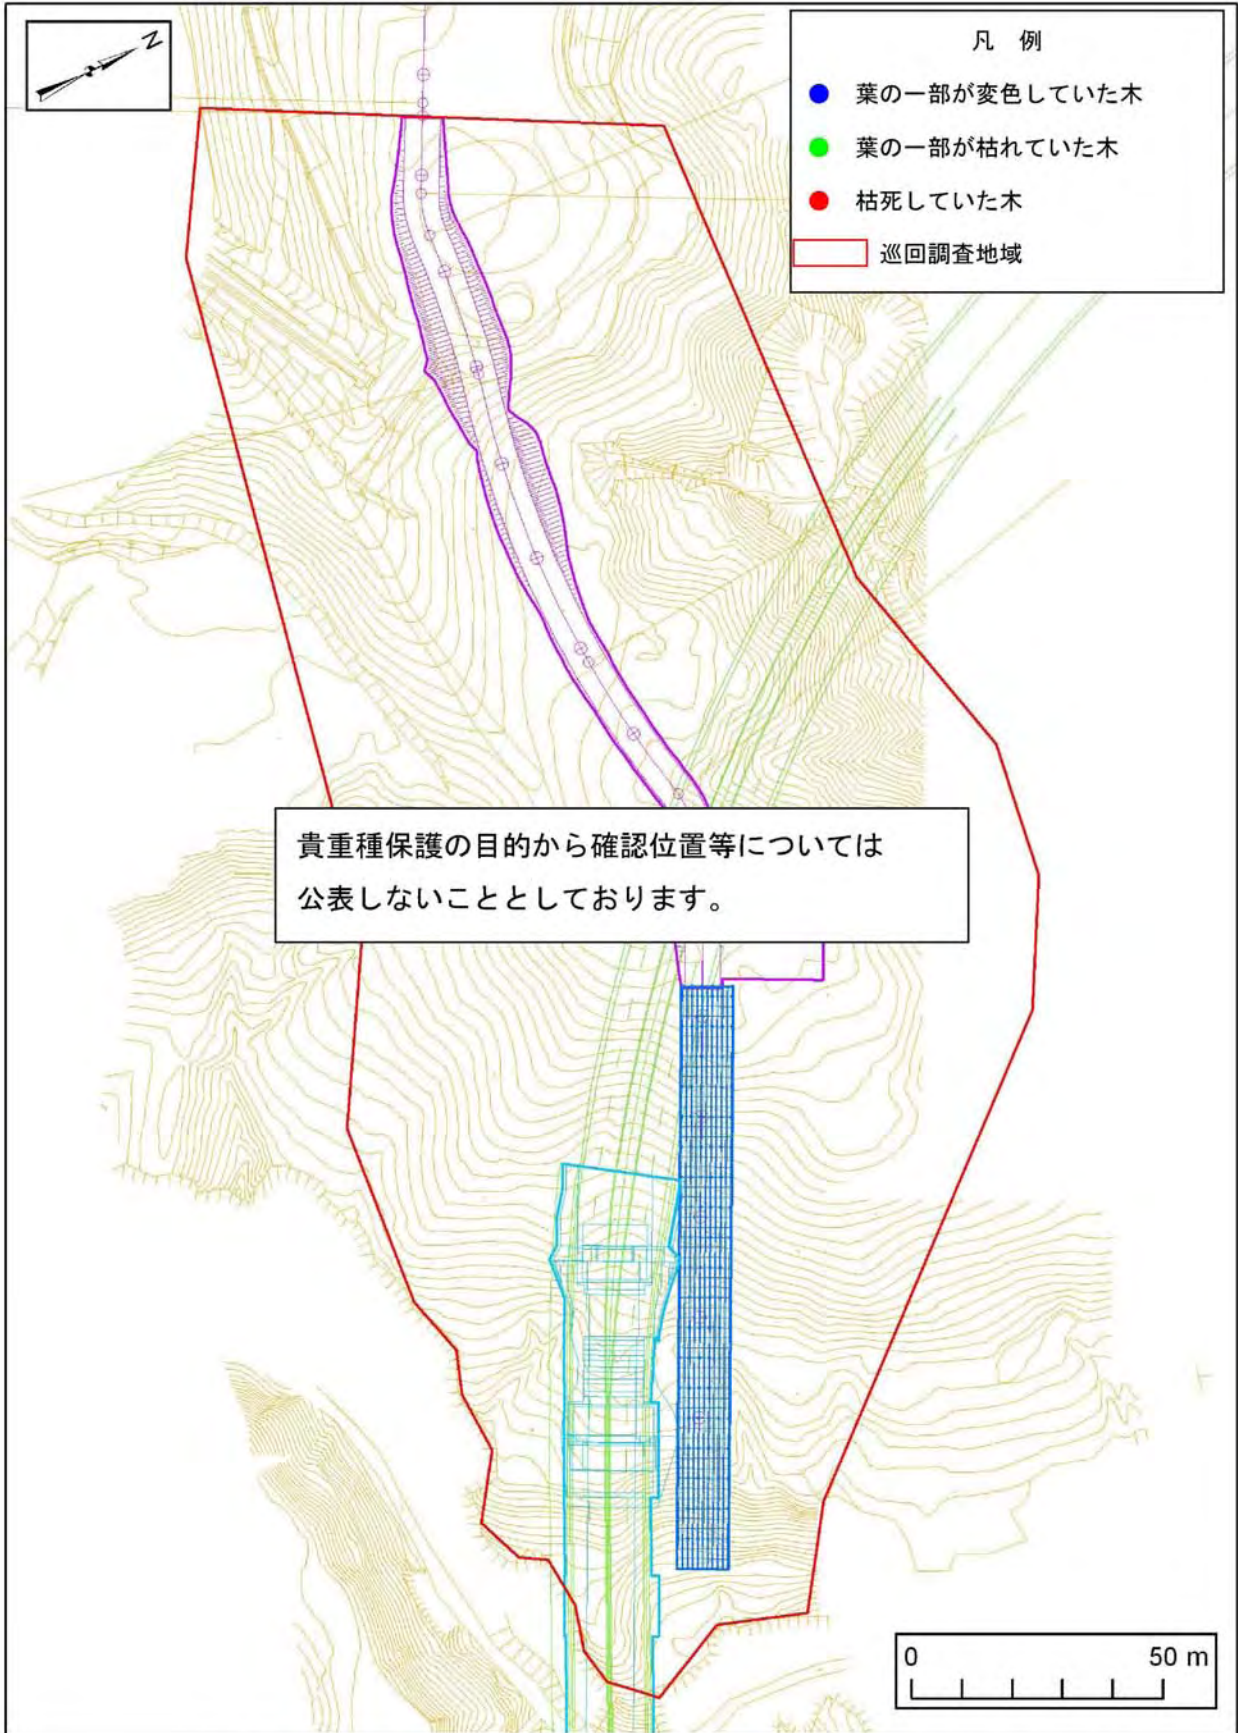 N
凡 例
葉の一部が変色していた木
葉の一部が枯れていた木
枯死していた木
巡回調査地域
貴重種保護の目的から確認位置等については
公表しないこととしております。
0 50 m